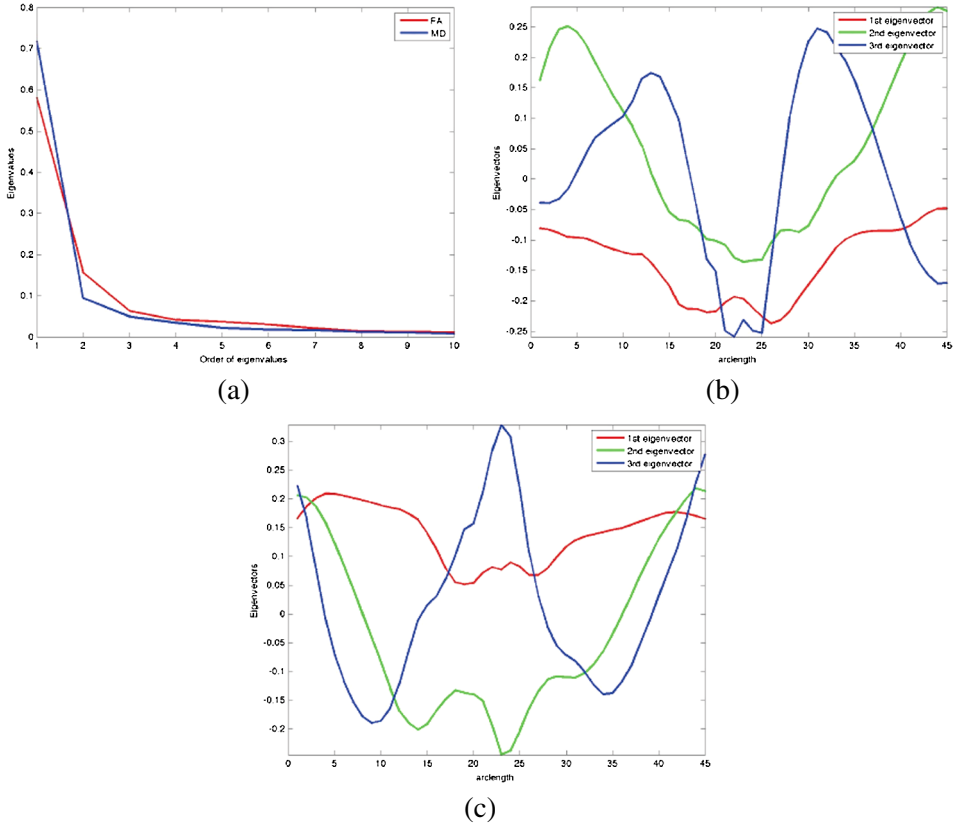 0.8
0.7
0.6
0.5
0.4
0.3
0.2
0.1
0
Eigenvalues
1 2 3 4 5 6 7 8 9 10
Order of eigenvalues
FA
MD
(a)
0.25
0.2
0.15
0.1
0.05
0
-0.05
-0.1
-0.15
-0.2
-0.25
Eigenvectors
0 5 10 15 20 25 30 35 40 45
arclength
1st eigenvector
2nd eigenvector
3rd eigenvector
(b)
0.3
0.25
0.2
0.15
0.1
0.05
0
-0.05
-0.1
-0.15
-0.2
Eigenvectors
0 5 10 15 20 25 30 35 40 45
arclength
1st eigenvector
2nd eigenvector
3rd eigenvector
(c)